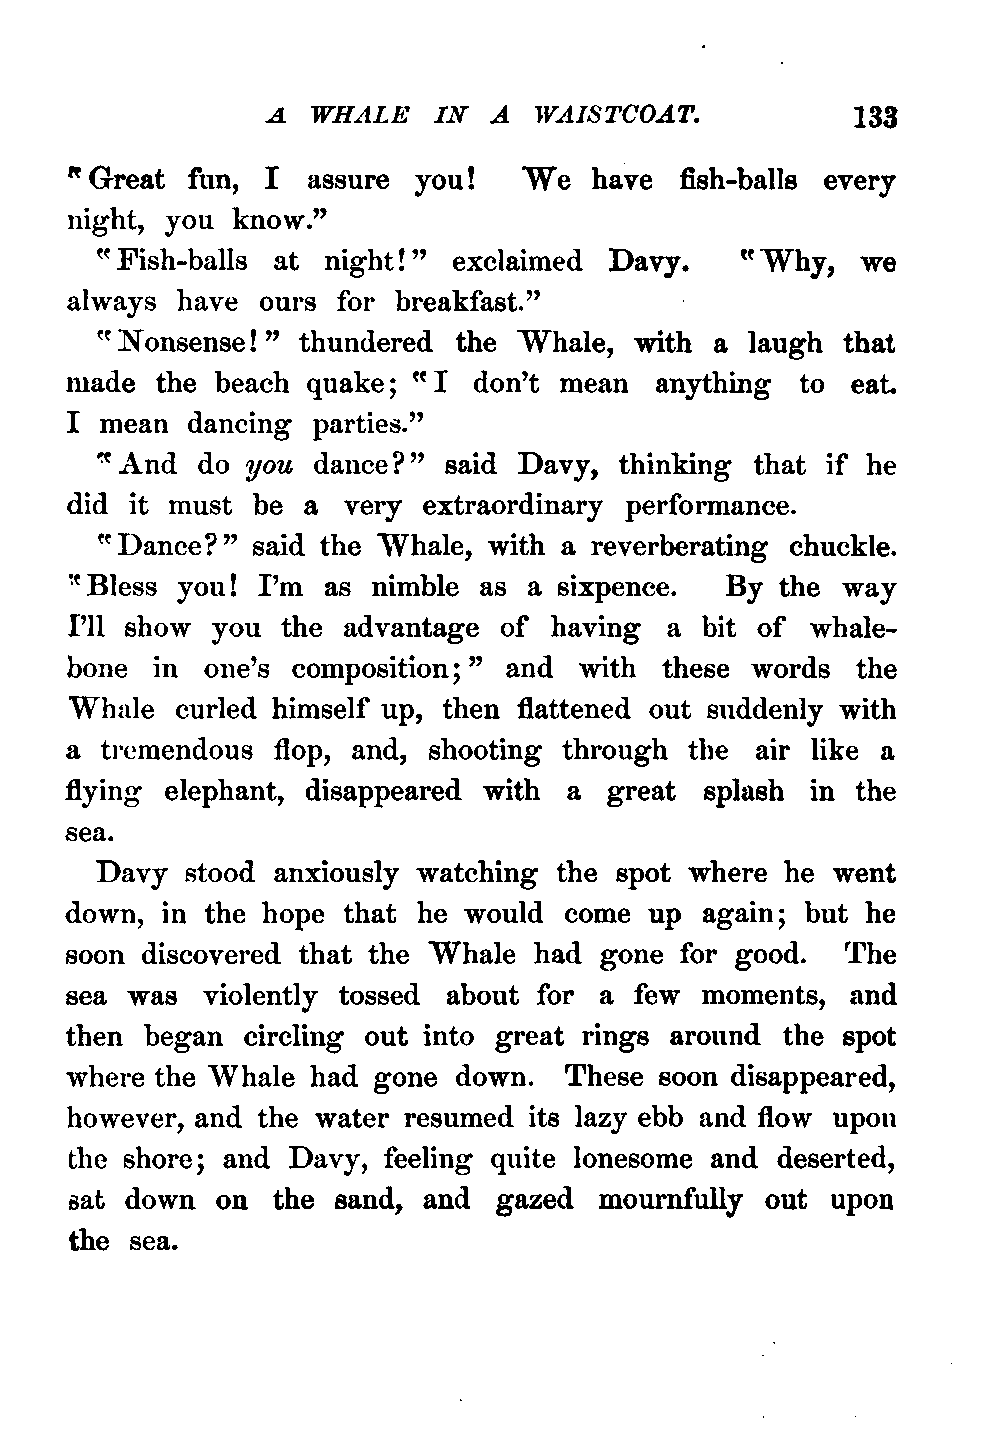 A WHALE IN A WAISTCOAT. 133
"Great fun, I assure you! We have fish-balls every
night, you know."
"Fish-balls at night!" exclaimed Davy. "Why, we
always have ours for breakfast."
"Nonsense!" thundered the Whale, with a laugh that
made the beach quake; "I don't mean anything to eat.
I mean dancing parties."
"And do you dance?" said Davy, thinking that if he
did it must be a very extraordinary performance.
"Dance?" said the Whale, with a reverberating chuckle.
"Bless you! I'm as nimble as a sixpence. By the way
I'll show you the advantage of having a bit of whale-
bone in one's composition;" and with these words the
Whale curled himself up, then flattened out suddenly with
a tremendous flop, and, shooting through the air like a
flying elephant, disappeared with a great splash in the
sea.
Davy stood anxiously watching the spot where he went
down, in the hope that he would come up again; but he
soon discovered that the Whale had gone for good. The
sea was violently tossed about for a few moments, and
then began circling out into great rings around the spot
where the Whale had gone down. These soon disappeared,
however, and the water resumed its lazy ebb and flow upon
the shore; and Davy, feeling quite lonesome and deserted,
sat down on the sand, and gazed mournfully out upon
the sea.